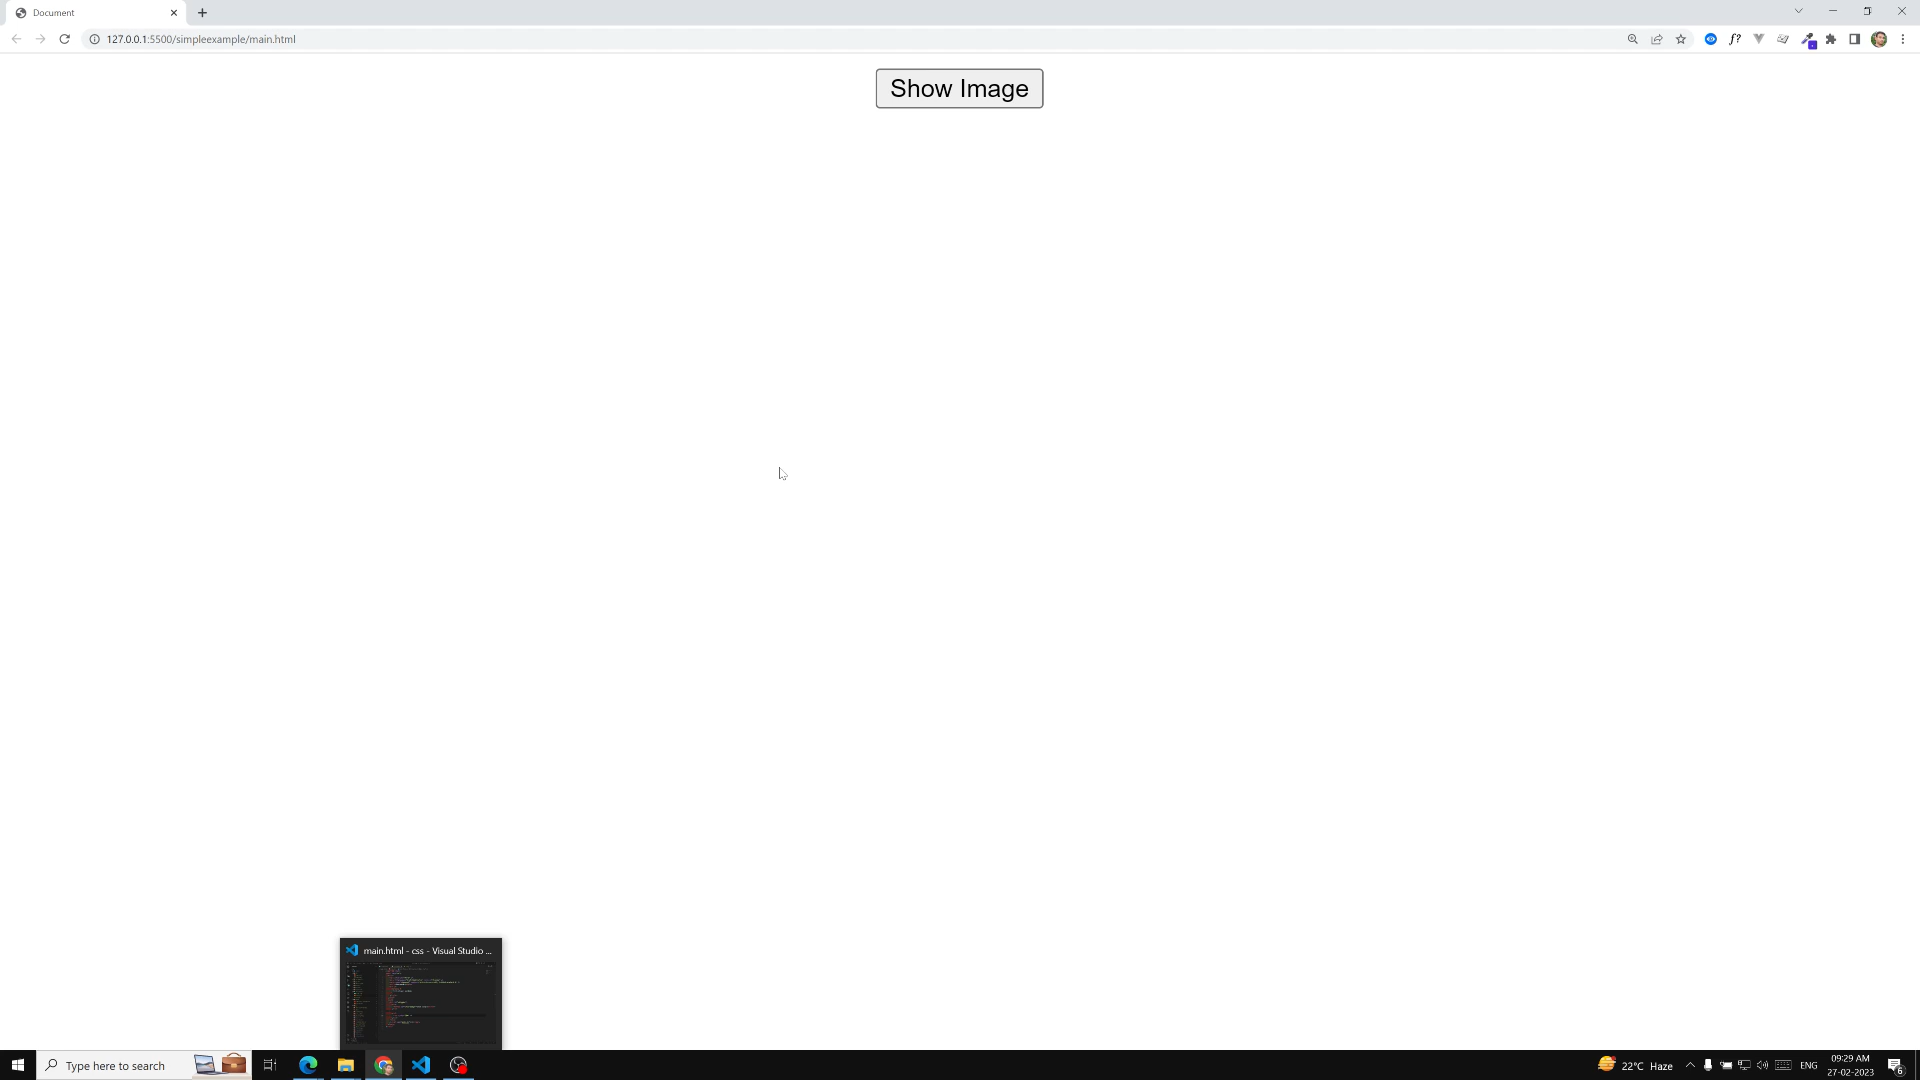 Document
127.0.0.1:5500/simpleexample/main.html
f?
Show Image
main.html - css - Visual Studio ...
Type here to search
22°C Haze
ENG
09:29 AM
27-02-2023
6